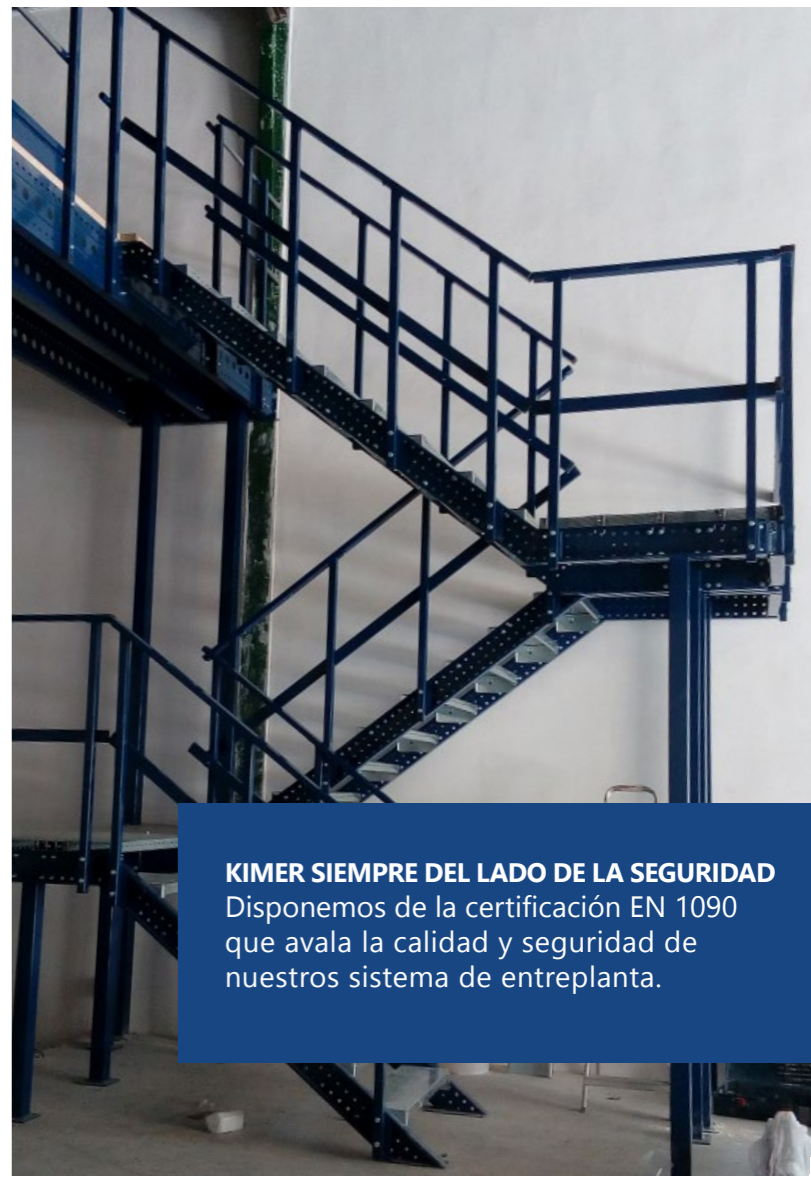 KIMER SIEMPRE DEL LADO DE LA SEGURIDAD
Disponemos de la certificación EN 1090
que avala la calidad y seguridad de
nuestros sistema de entreplanta.